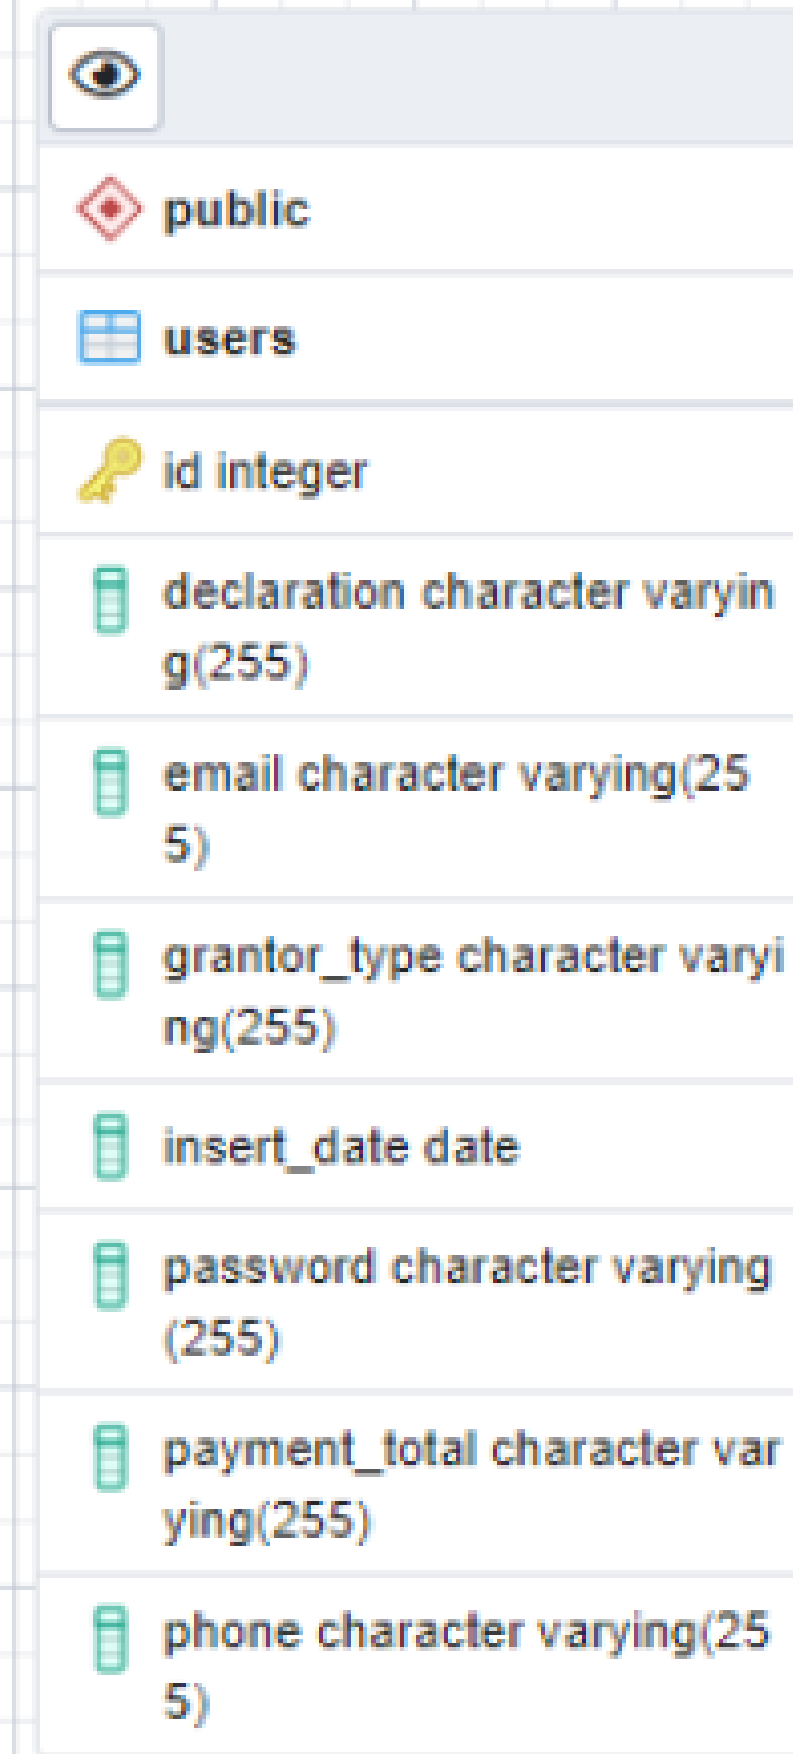 public
users
id integer
declaration character varyin
g(255)
email character varying(25
5)
grantor_type character varyi
ng(255)
insert_date date
password character varying
(255)
payment_total character var
ying(255)
phone character varying(25
5)